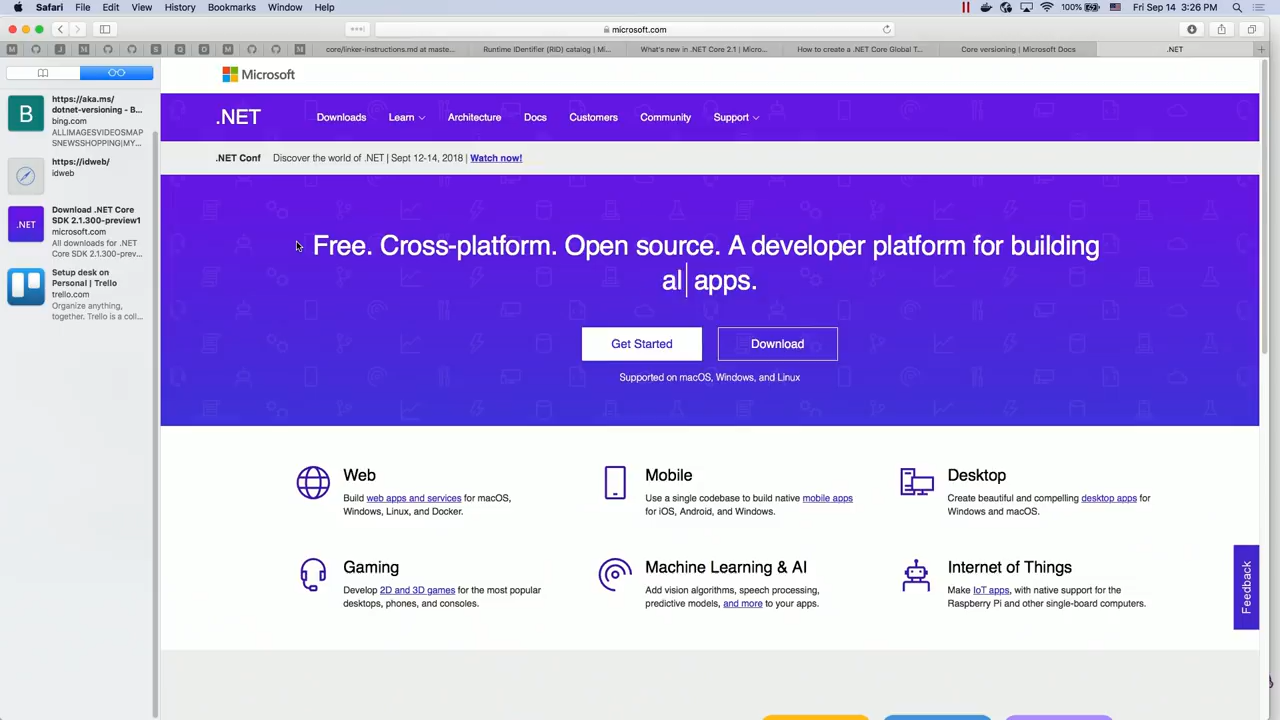 Safari File Edit View History Bookmarks Window Help
100% Fri Sep 14 3:26 PM
microsoft.com
M J M S Q O M M
core/linker-instructions.md at maste...
Runtime IDentifier (RID) catalog | Mi...
What's new in .NET Core 2.1 | Micro...
How to create a .NET Core Global T...
Core versioning | Microsoft Docs
.NET
B
https://aka.ms/
dotnet-versioning - B...
bing.com
ALLIMAGESVIDEOSMAP
SNEWSSHOPPING|MY...
https://idweb/
idweb
.NET
Download .NET Core
SDK 2.1.300-preview1
microsoft.com
All downloads for .NET
Core SDK 2.1.300-prev...
Setup desk on
Personal | Trello
trello.com
Organize anything,
together. Trello is a col...
Microsoft
.NET Downloads Learn Architecture Docs Customers Community Support
.NET Conf Discover the world of .NET | Sept 12-14, 2018 | Watch now!
Free. Cross-platform. Open source. A developer platform for building
al apps.
Get Started Download
Supported on macOS, Windows, and Linux
Web
Build web apps and services for macOS,
Windows, Linux, and Docker.
Mobile
Use a single codebase to build native mobile apps
for iOS, Android, and Windows.
Desktop
Create beautiful and compelling desktop apps for
Windows and macOS.
Gaming
Develop 2D and 3D games for the most popular
desktops, phones, and consoles.
Machine Learning & AI
Add vision algorithms, speech processing,
predictive models, and more to your apps.
Internet of Things
Make IoT apps, with native support for the
Raspberry Pi and other single-board computers.
Feedback